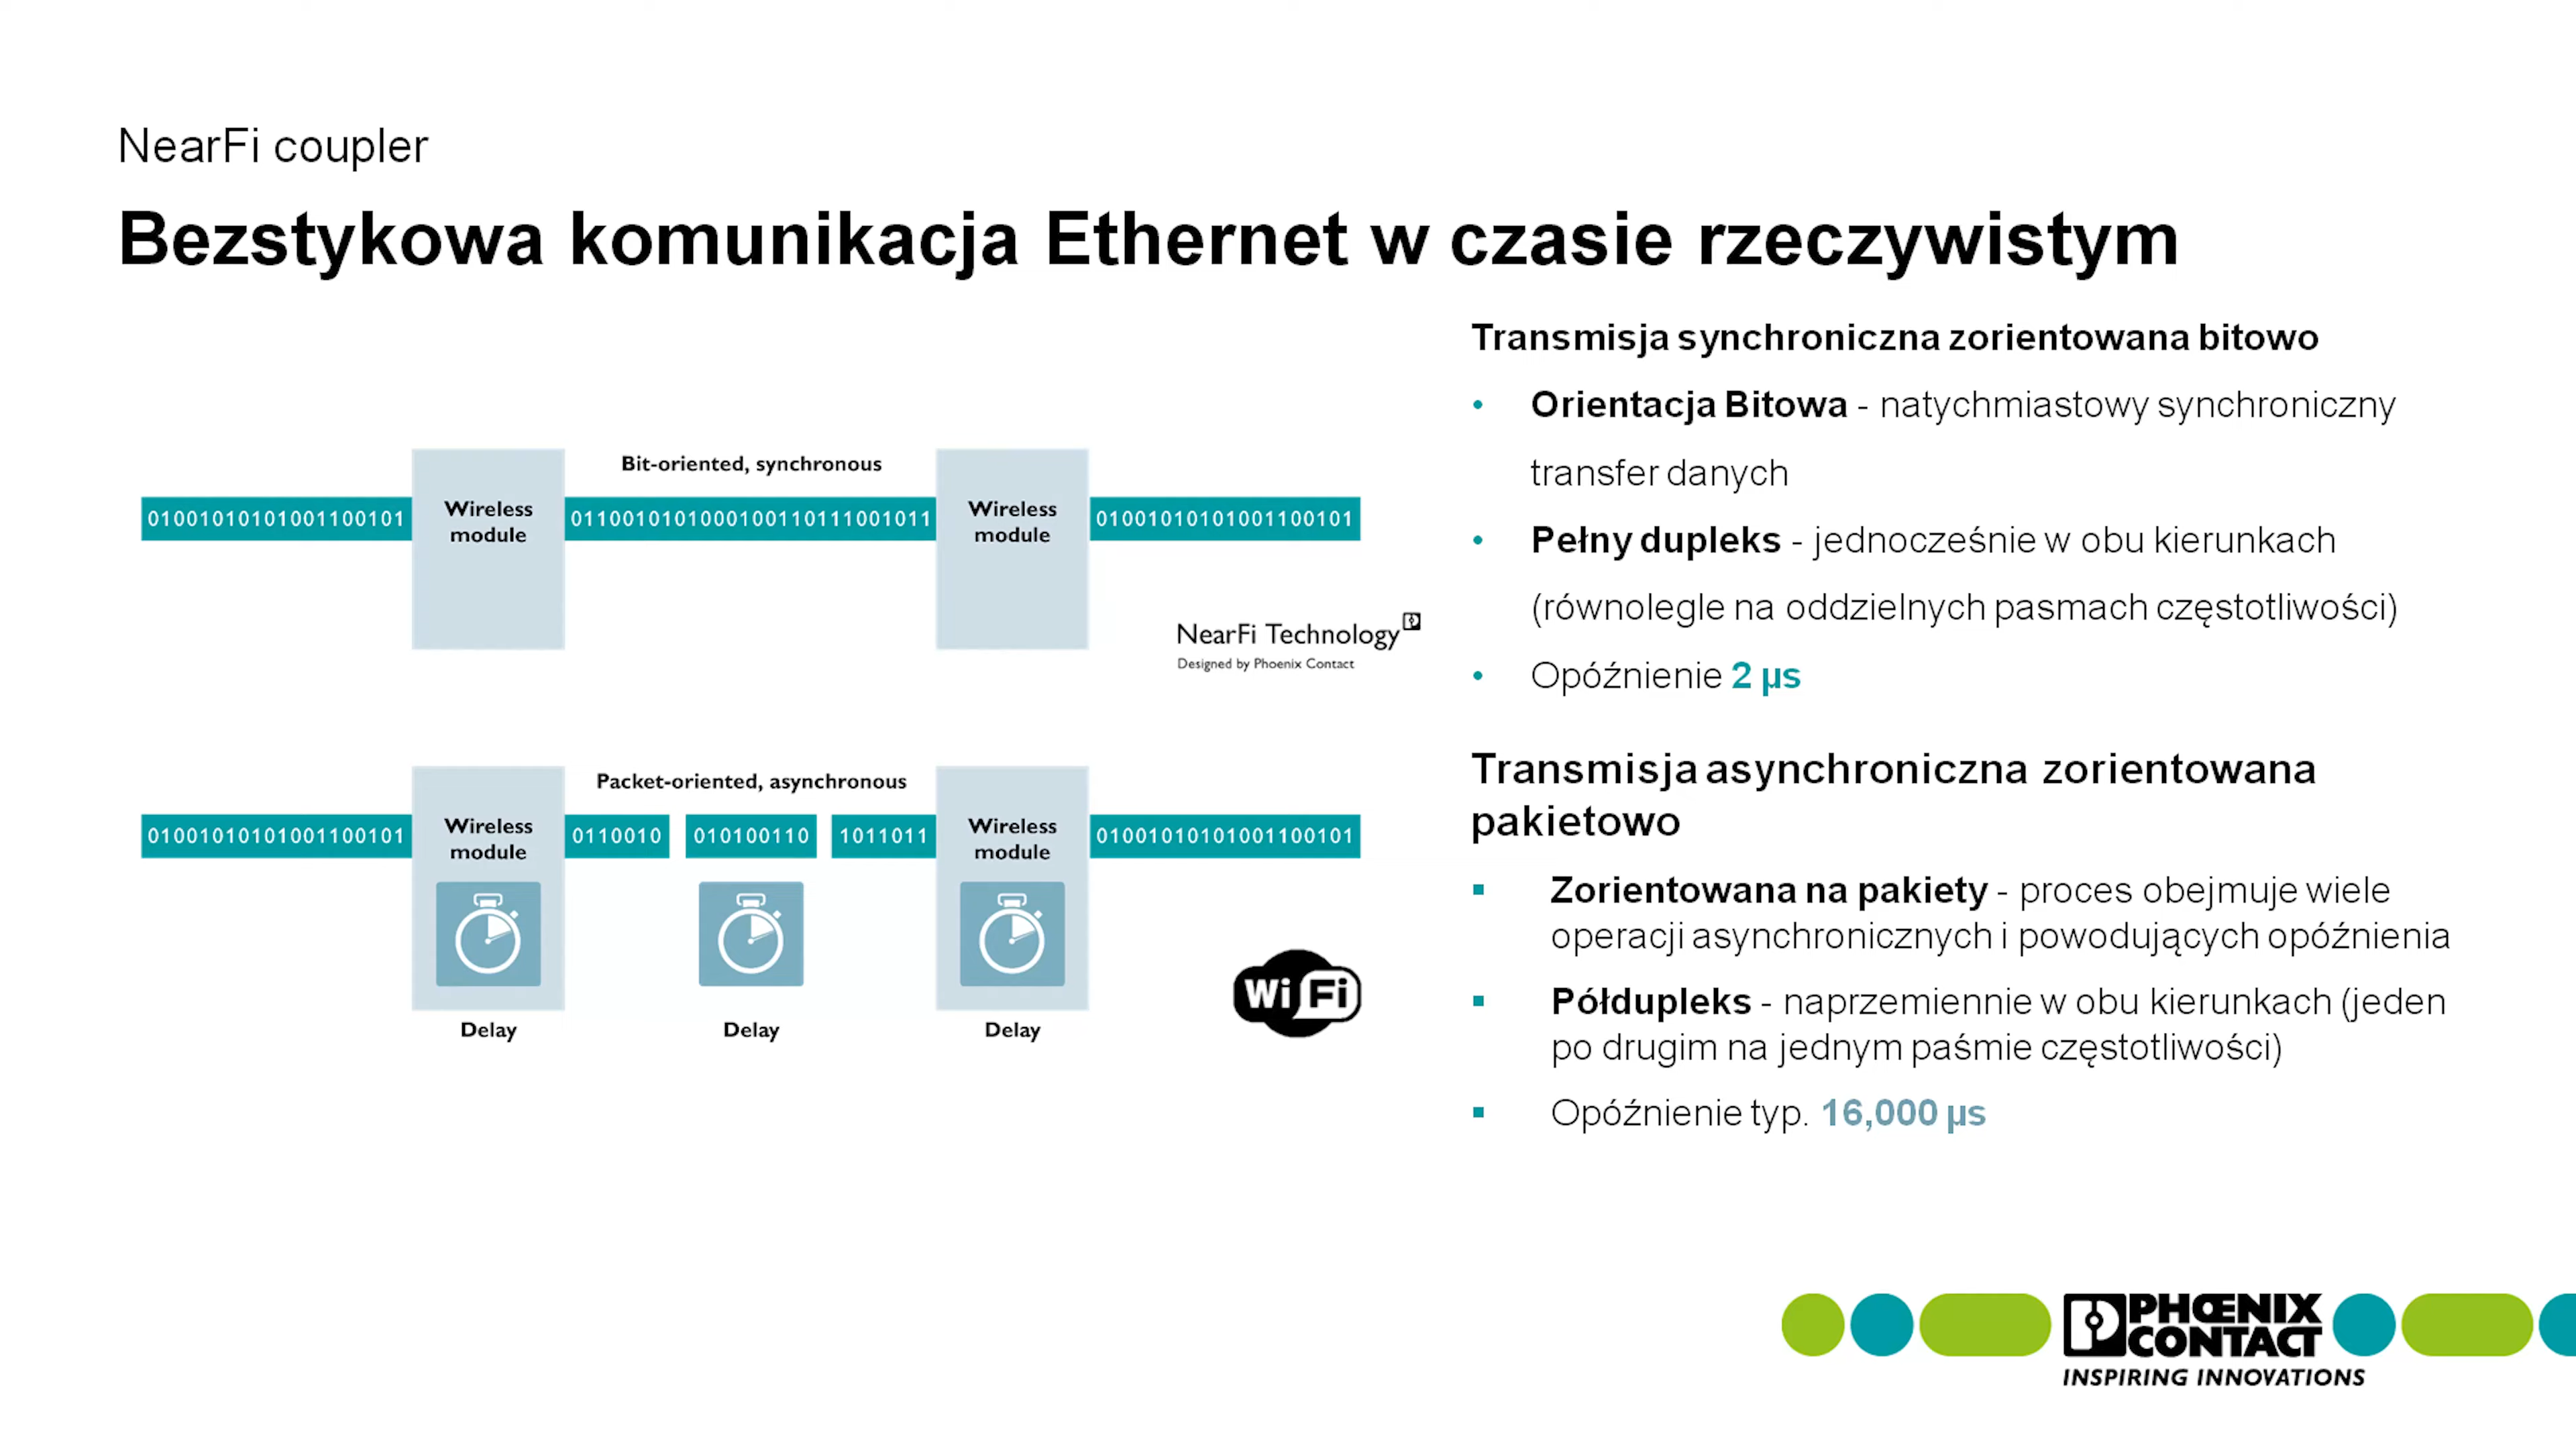 NearFi coupler
Bezstykowa komunikacja Ethernet w czasie rzeczywistym
Bit-oriented, synchronous
01001010101001100101
Wireless
module
0110010101000100110111001011
Wireless
module
01001010101001100101
NearFi Technology
Designed by Phoenix Contact
Packet-oriented, asynchronous
01001010101001100101
Wireless
module
0110010
010100110
1011011
Wireless
module
01001010101001100101
Delay
Delay
Delay
Wi Fi
Transmisja synchroniczna zorientowana bitowo
• Orientacja Bitowa - natychmiastowy synchroniczny
transfer danych
• Pełny dupleks - jednocześnie w obu kierunkach
(równolegle na oddzielnych pasmach częstotliwości)
• Opóźnienie 2 µs
Transmisja asynchroniczna zorientowana
pakietowo
▪ Zorientowana na pakiety - proces obejmuje wiele
operacji asynchronicznych i powodujących opóźnienia
▪ Półdupleks - naprzemiennie w obu kierunkach (jeden
po drugim na jednym paśmie częstotliwości)
▪ Opóźnienie typ. 16,000 µs
PHŒNIX
CONTACT
INSPIRING INNOVATIONS